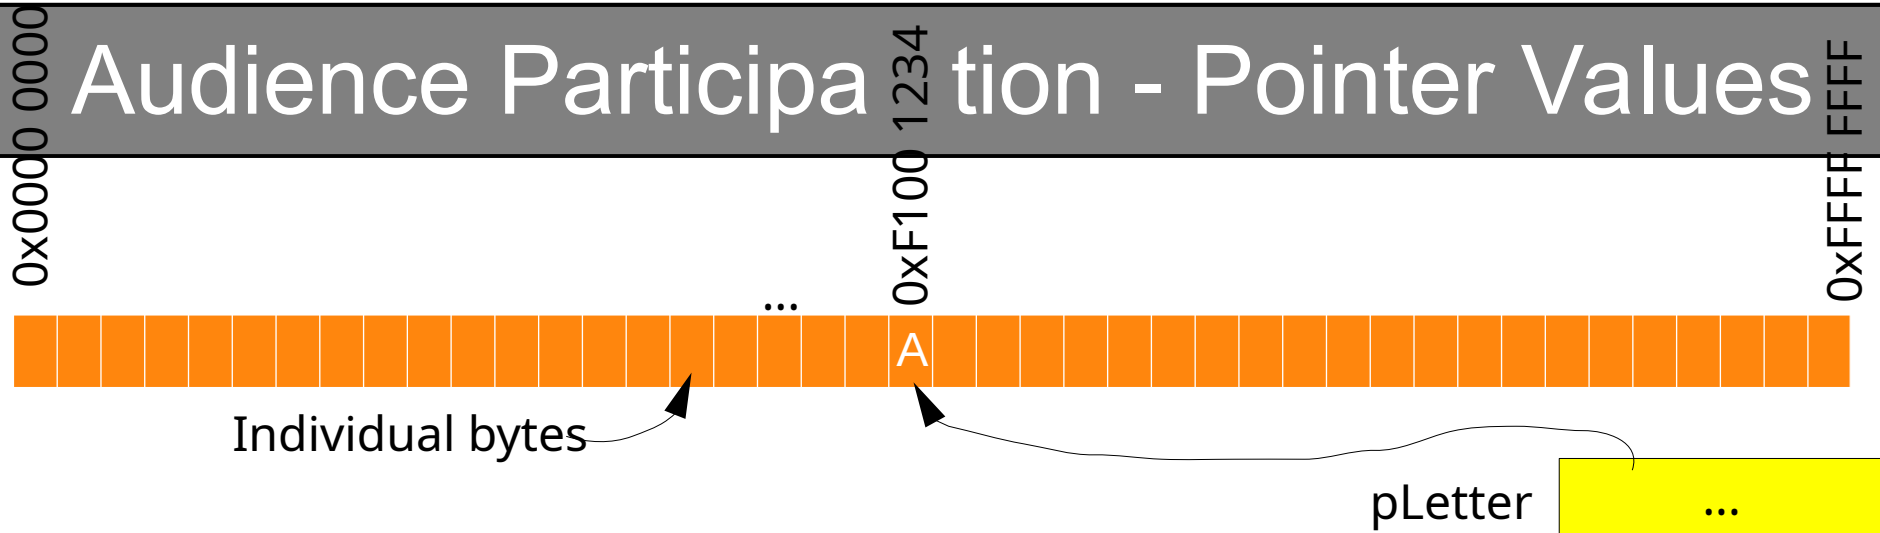 Audience Participation - Pointer Values
0x0000 0000
0xF100 1234
0xFFFF FFFF
...
A
Individual bytes
pLetter
...